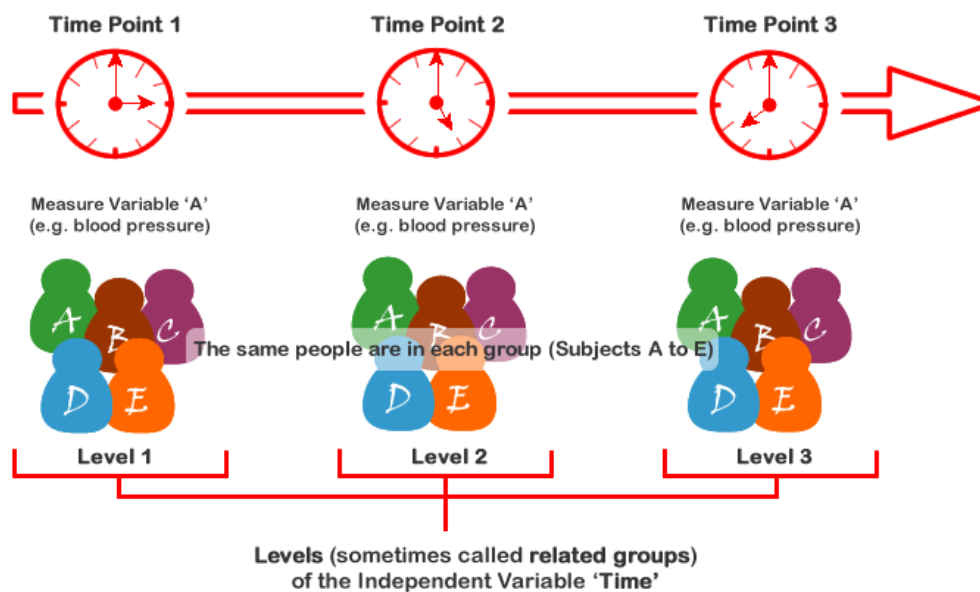 Time Point 1
Time Point 2
Time Point 3
Measure Variable ‘A’
(e.g. blood pressure)
Measure Variable ‘A’
(e.g. blood pressure)
Measure Variable ‘A’
(e.g. blood pressure)
A
B
C
D
E
A
B
C
D
E
A
B
C
D
E
The same people are in each group (Subjects A to E)
Level 1
Level 2
Level 3
Levels (sometimes called related groups)
of the Independent Variable ‘Time’